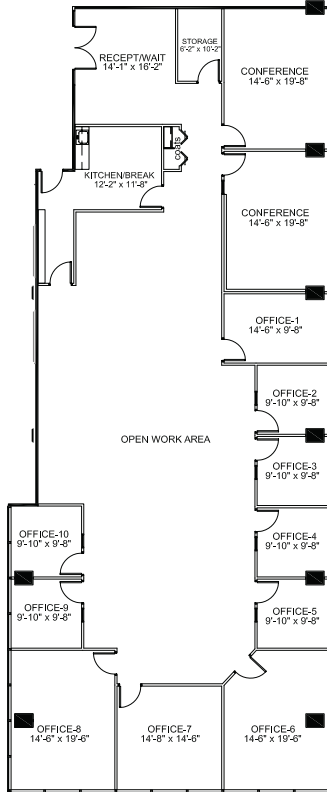 STORAGE
6'-2" x 10'-2"
RECEPT/WAIT
14'-1" x 16'-2"
CONFERENCE
14'-6" x 19'-8"
coats
KITCHEN/BREAK
12'-2" x 11'-8"
CONFERENCE
14'-6" x 19'-8"
OFFICE-1
14'-6" x 9'-8"
OFFICE-2
9'-10" x 9'-8"
OPEN WORK AREA
OFFICE-3
9'-10" x 9'-8"
OFFICE-10
9'-10" x 9'-8"
OFFICE-4
9'-10" x 9'-8"
OFFICE-9
9'-10" x 9'-8"
OFFICE-5
9'-10" x 9'-8"
OFFICE-8
14'-6" x 19'-6"
OFFICE-7
14'-8" x 14'-6"
OFFICE-6
14'-6" x 19'-6"